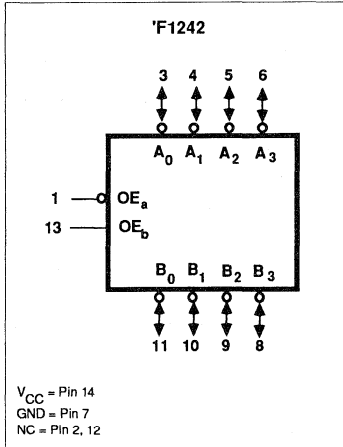 'F1242
3 4 5 6
A0 A1 A2 A3
1 OEa
13 OEb
B0 B1 B2 B3
11 10 9 8
VCC = Pin 14
GND = Pin 7
NC = Pin 2, 12